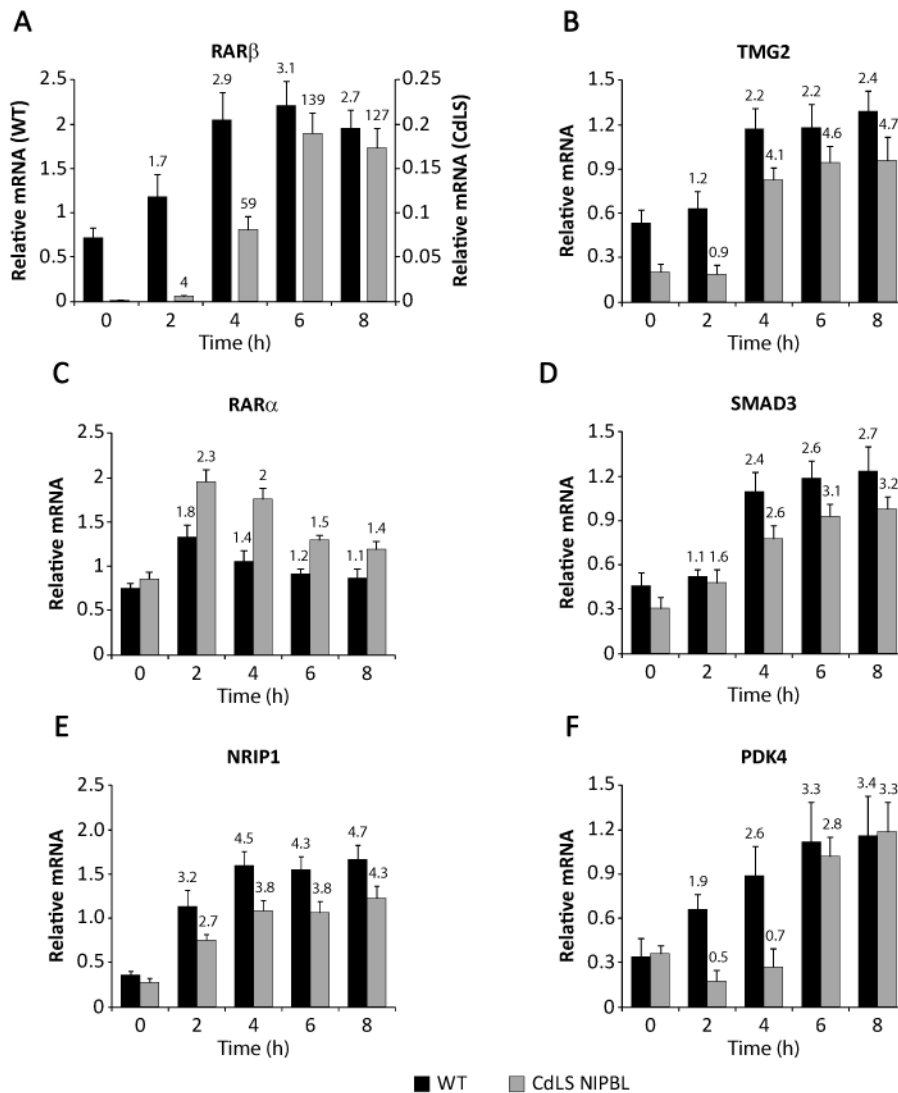 A
RARβ
Relative mRNA (WT)
Relative mRNA (CdLS)
2.5
2
1.5
1
0.5
0
0.25
0.2
0.15
0.1
0.05
0
1.7
4
2.9
59
3.1
139
2.7
127
0 2 4 6 8
Time (h)
B
TMG2
Relative mRNA
1.5
1.2
0.9
0.6
0.3
0
1.2
0.9
2.2
4.1
2.2
4.6
2.4
4.7
0 2 4 6 8
Time (h)
C
RARα
Relative mRNA
2.5
2
1.5
1
0.5
0
1.8
2.3
1.4
2
1.2
1.5
1.1
1.4
0 2 4 6 8
Time (h)
D
SMAD3
Relative mRNA
1.5
1.2
0.9
0.6
0.3
0
1.1
1.6
2.4
2.6
2.6
3.1
2.7
3.2
0 2 4 6 8
Time (h)
E
NRIP1
Relative mRNA
2.5
2.0
1.5
1.0
0.5
0
3.2
2.7
4.5
3.8
4.3
3.8
4.7
4.3
0 2 4 6 8
Time (h)
F
PDK4
Relative mRNA
1.5
1.2
0.9
0.6
0.3
0
1.9
0.5
2.6
0.7
3.3
2.8
3.4
3.3
0 2 4 6 8
Time (h)
WT CdLS NIPBL